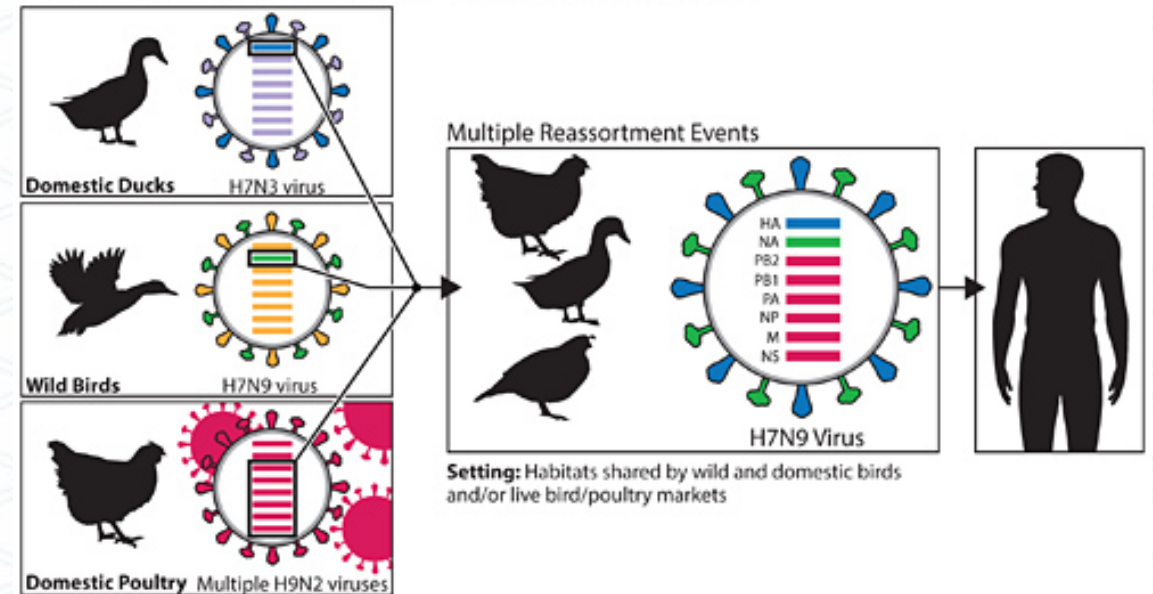 Domestic Ducks
H7N3 virus
Wild Birds
H7N9 virus
Domestic Poultry
Multiple H9N2 viruses
Multiple Reassortment Events
HA
NA
PB2
PB1
PA
NP
M
NS
H7N9 Virus
Setting: Habitats shared by wild and domestic birds
and/or live bird/poultry markets